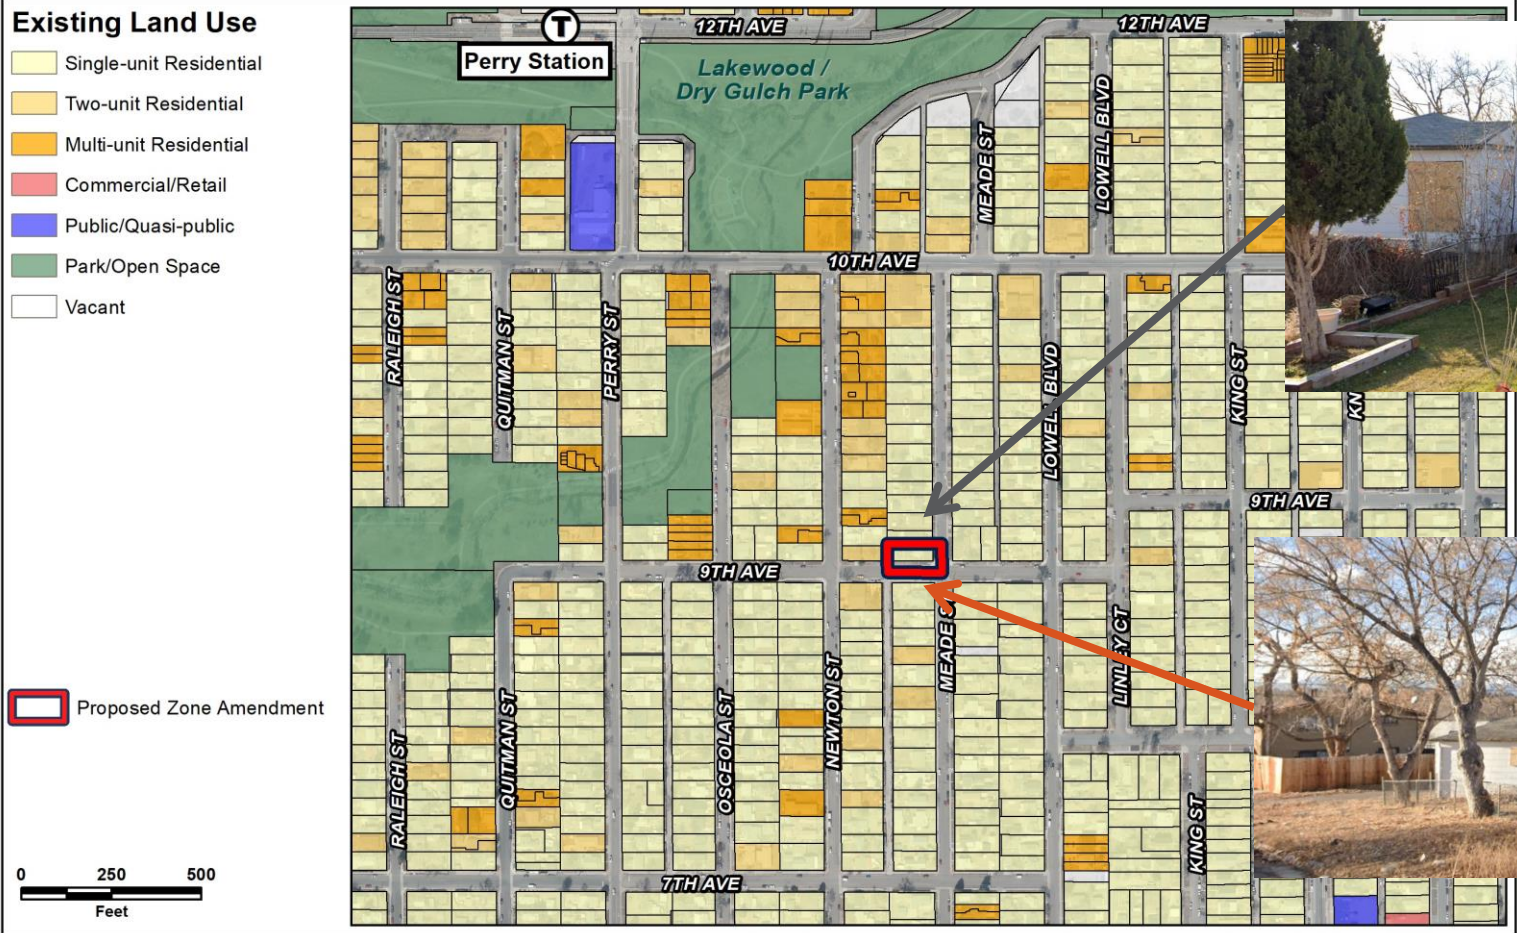 Existing Land Use
Single-unit Residential
Two-unit Residential
Multi-unit Residential
Commercial/Retail
Public/Quasi-public
Park/Open Space
Vacant
Proposed Zone Amendment
0 250 500
Feet
12TH AVE
12TH AVE
T
Perry Station
Lakewood /
Dry Gulch Park
MEADE ST
LOWELL BLVD
10TH AVE
RALEIGH ST
QUITMAN ST
PERRY ST
LOWELL BLVD
KING ST
KN
9TH AVE
9TH AVE
MEADE S
LINLEY CT
RALEIGH ST
QUITMAN ST
OSCEOLA ST
NEWTON ST
KING ST
7TH AVE